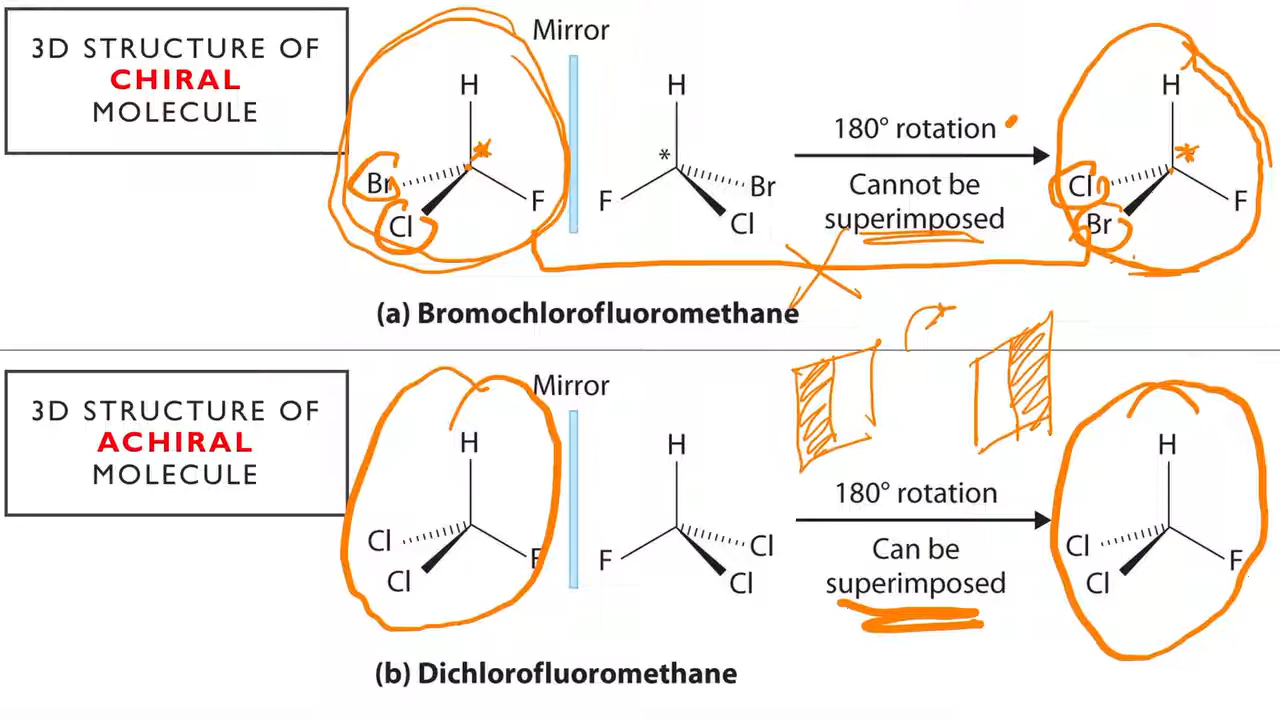 3D STRUCTURE OF
CHIRAL
MOLECULE
Mirror
H
Br
Cl
F
*
H
*
F
Br
Cl
180° rotation
Cannot be
superimposed
H
*
Cl
Br
F
(a) Bromochlorofluoromethane
3D STRUCTURE OF
ACHIRAL
MOLECULE
Mirror
H
Cl
Cl
F
H
F
Cl
Cl
180° rotation
Can be
superimposed
H
Cl
Cl
F
(b) Dichlorofluoromethane